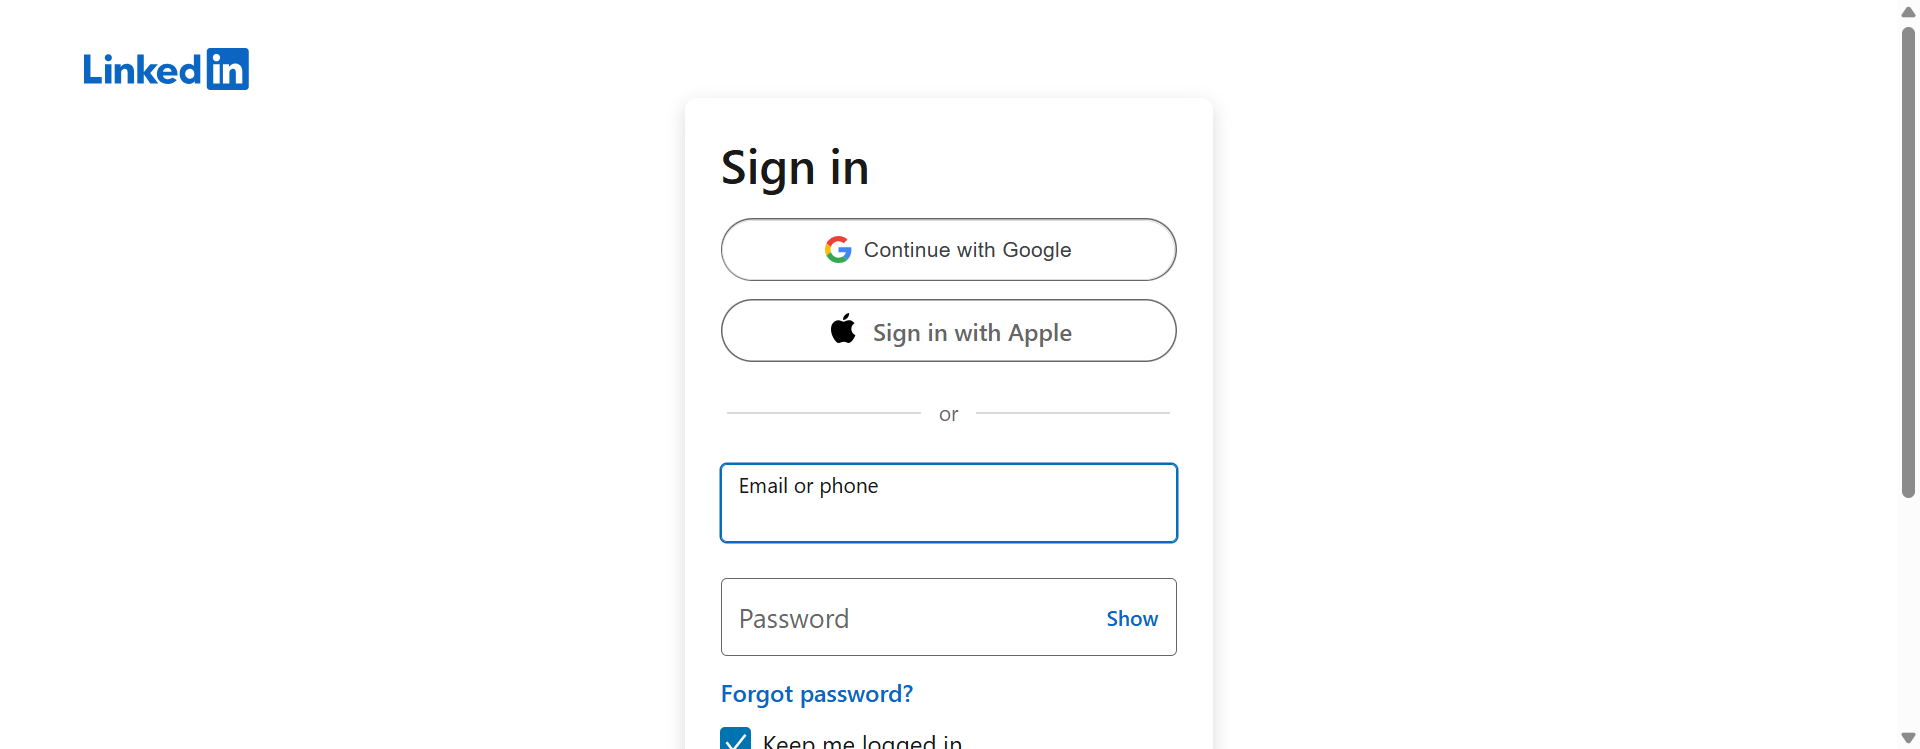 Linkedin
Sign in
Continue with Google
Sign in with Apple
or
Email or phone
Password
Show
Forgot password?
Keep me logged in